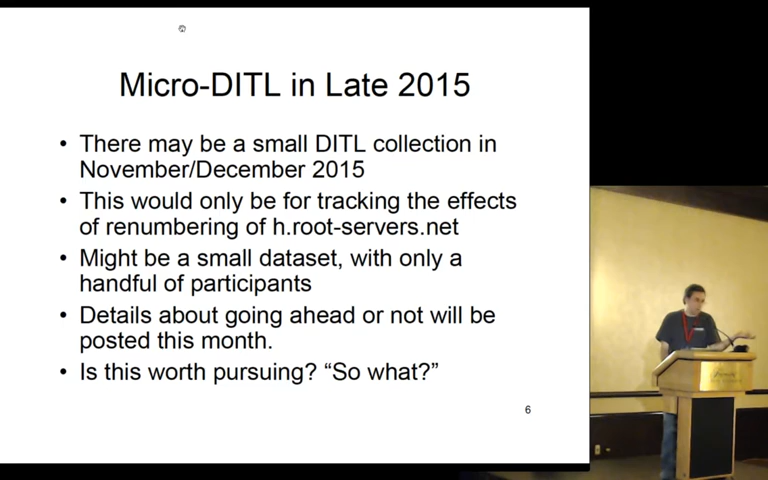 Micro-DITL in Late 2015
• There may be a small DITL collection in
November/December 2015
• This would only be for tracking the effects
of renumbering of h.root-servers.net
• Might be a small dataset, with only a
handful of participants
• Details about going ahead or not will be
posted this month.
• Is this worth pursuing? “So what?”
6